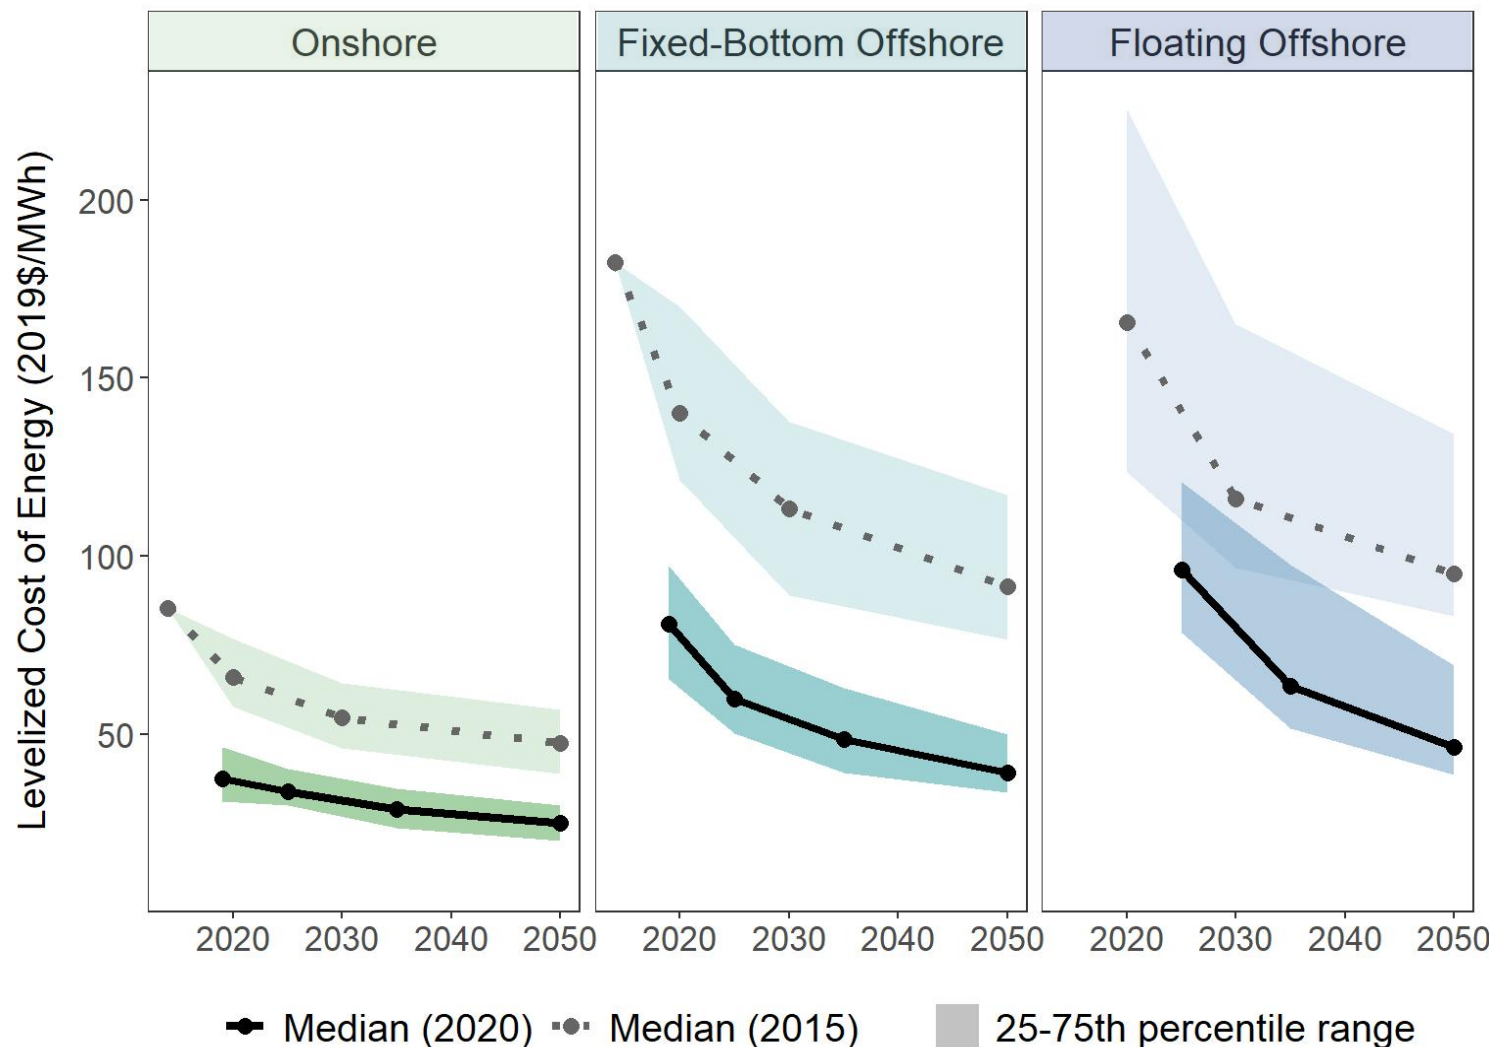 Onshore
Fixed-Bottom Offshore
Floating Offshore
Levelized Cost of Energy (2019$/MWh)
200
150
100
50
2020 2030 2040 2050 2020 2030 2040 2050 2020 2030 2040 2050
Median (2020) Median (2015) 25-75th percentile range